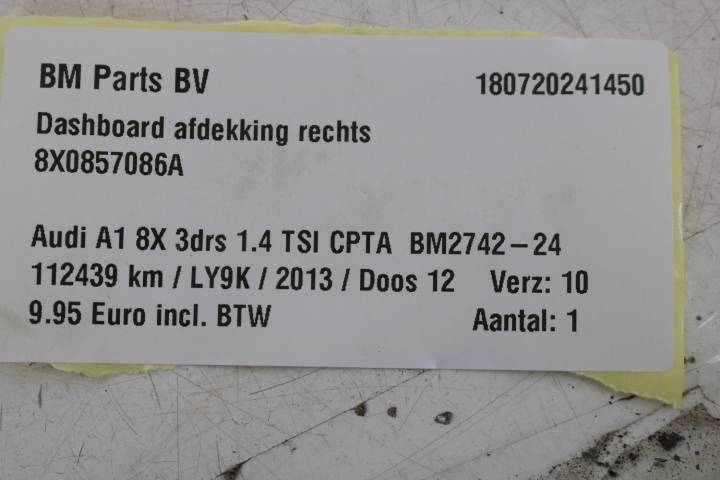 BM Parts BV 180720241450
Dashboard afdekking rechts
8X0857086A
Audi A1 8X 3drs 1.4 TSI CPTA BM2742-24
112439 km / LY9K / 2013 / Doos 12 Verz: 10
9.95 Euro incl. BTW Aantal: 1